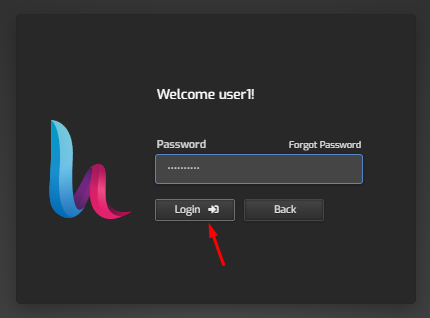 Welcome user1!
Password
Forgot Password
••••••••••
Login
Back